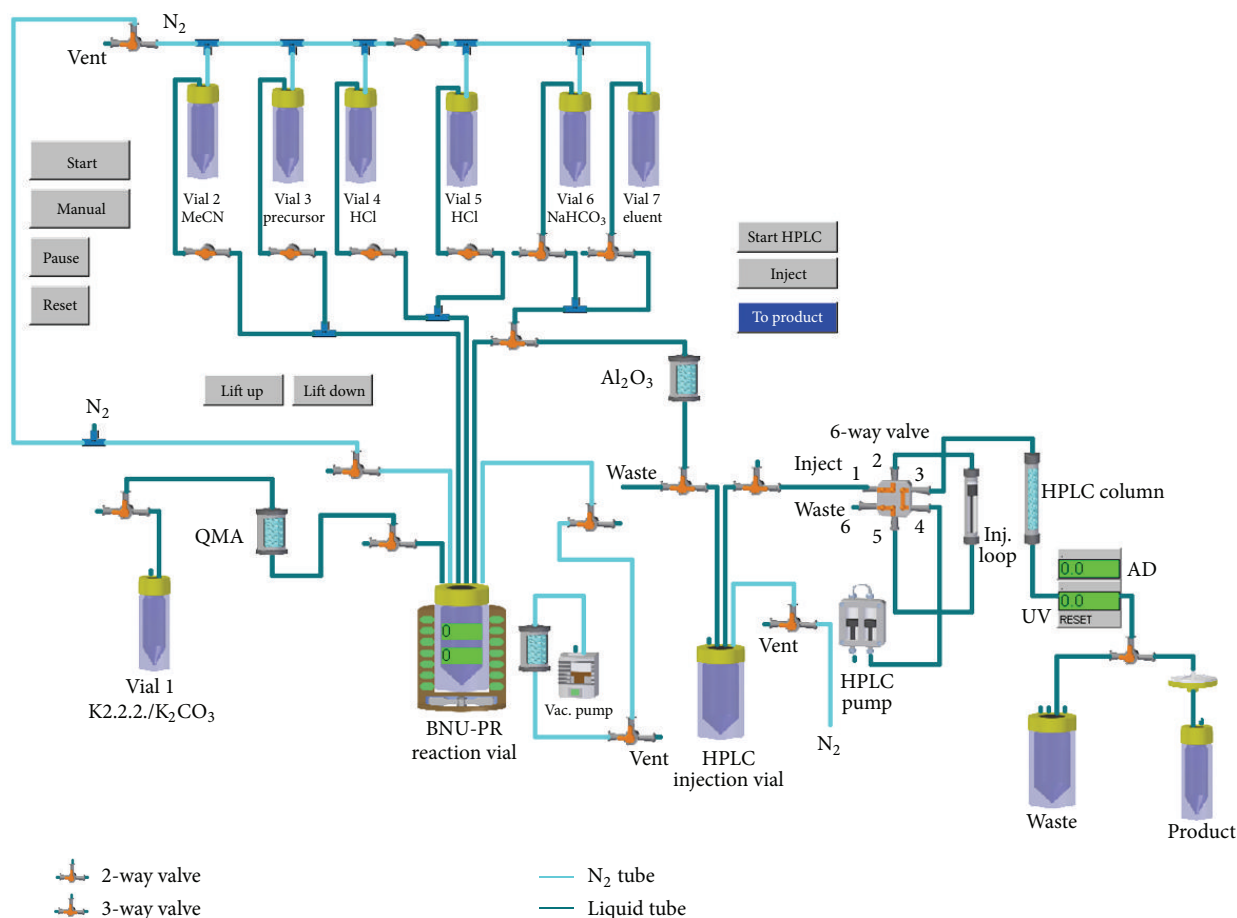 N₂
Vent
Vial 2
MeCN
Vial 3
precursor
Vial 4
HCl
Vial 5
HCl
Vial 6
NaHCO₃
Vial 7
eluent
Start
Manual
Pause
Reset
Start HPLC
Inject
To product
Lift up
Lift down
Al₂O₃
N₂
6-way valve
Waste
Inject
1
2
3
Waste
6
5
4
HPLC column
Inj.
loop
QMA
0.0
AD
0.0
UV
RESET
0
0
Vent
Vial 1
K2.2.2./K₂CO₃
BNU-PR
reaction vial
Vac. pump
Vent
HPLC
injection vial
HPLC
pump
N₂
Waste
Product
2-way valve
3-way valve
N₂ tube
Liquid tube